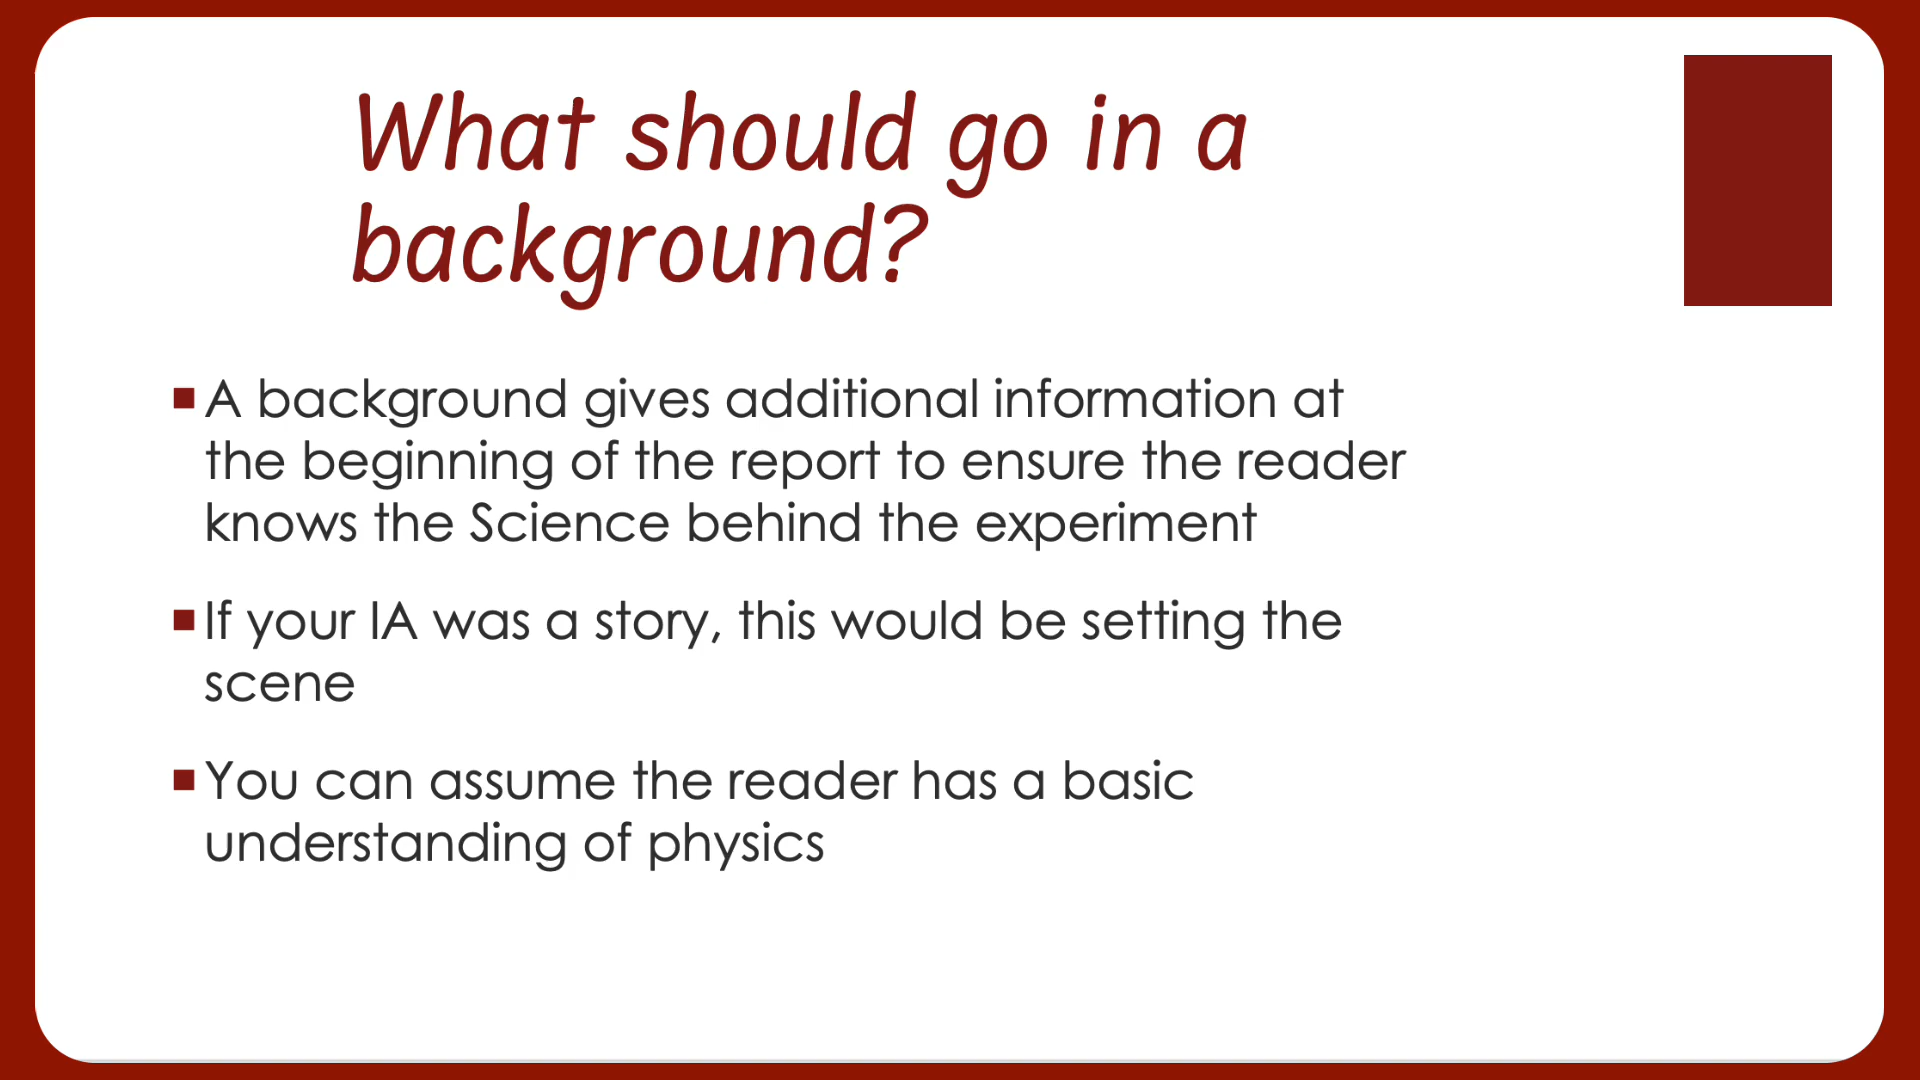 What should go in a
background?
A background gives additional information at
the beginning of the report to ensure the reader
knows the Science behind the experiment
If your IA was a story, this would be setting the
scene
You can assume the reader has a basic
understanding of physics